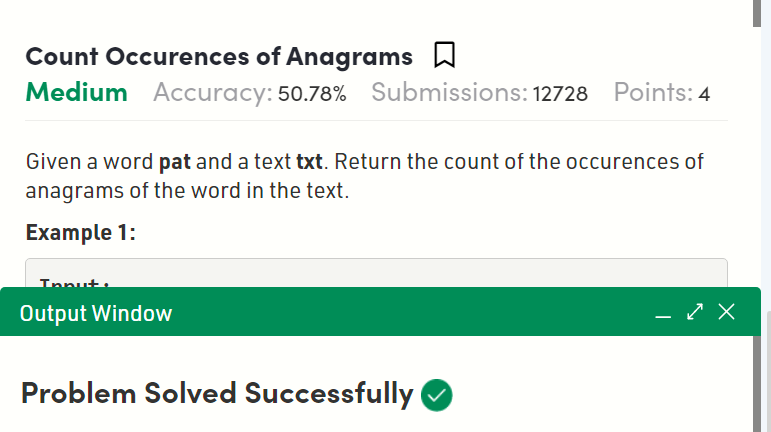 Count Occurences of Anagrams
Medium Accuracy: 50.78% Submissions: 12728 Points: 4
Given a word pat and a text txt. Return the count of the occurences of
anagrams of the word in the text.
Example 1:
Input:
Output Window
Problem Solved Successfully